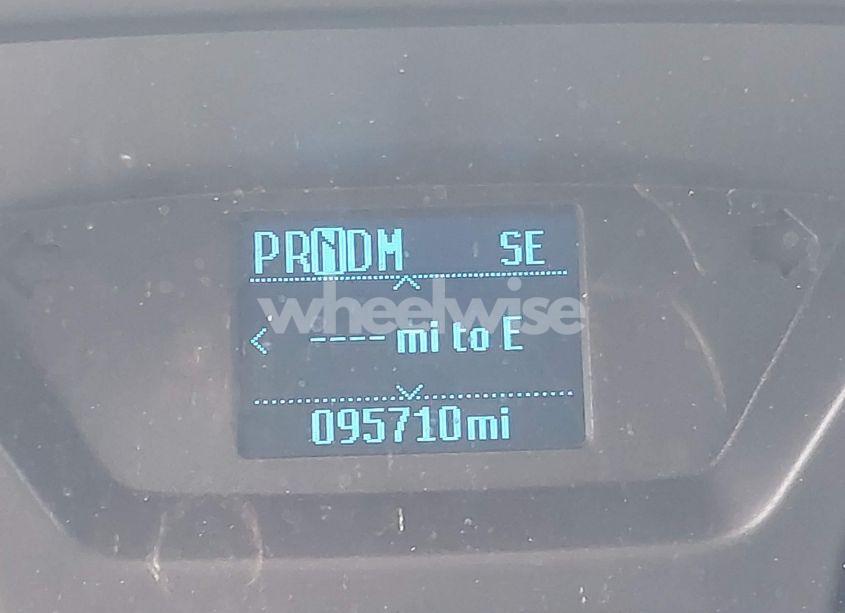 PRNDM SE
wheelwise
< ---- mi to E
095710mi